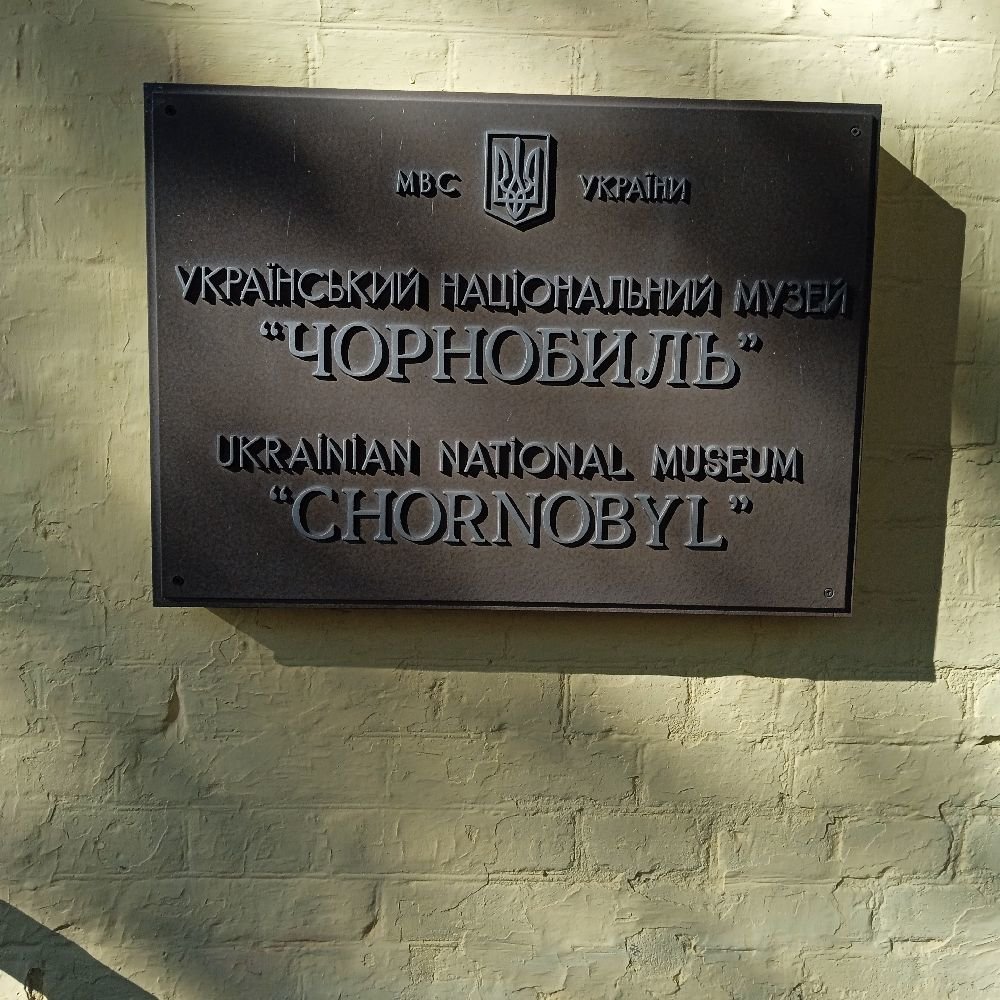 МВС УКРАЇНИ
УКРАЇНСЬКИЙ НАЦІОНАЛЬНИЙ МУЗЕЙ
“ЧОРНОБИЛЬ”
UKRAINIAN NATIONAL MUSEUM
“CHORNOBYL”